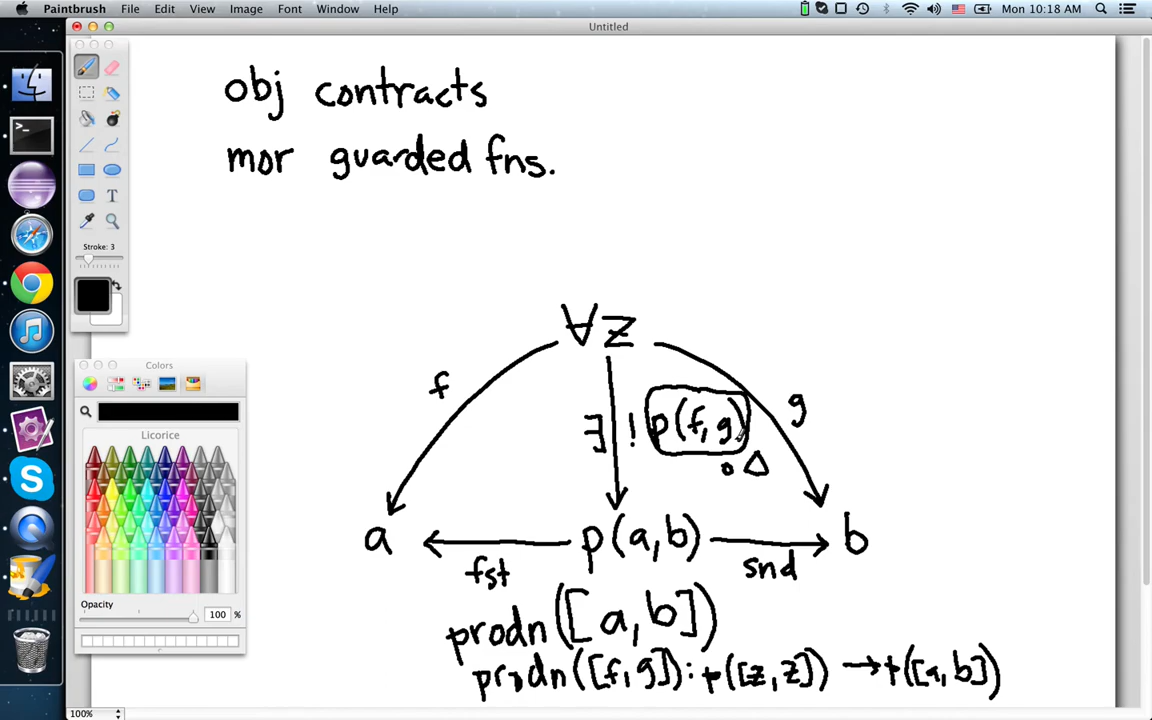 Paintbrush File Edit View Image Font Window Help Mon 10:18 AM
Untitled
Stroke: 3
Colors
Licorice
Opacity
100 %
100%
obj contracts
mor guarded fns.
∀z
f
∃! p(f,g)
∘ Δ
g
a
p(a,b)
b
fst
snd
prodn([a,b])
prodn([f,g]): p([z,z]) → p([a,b])